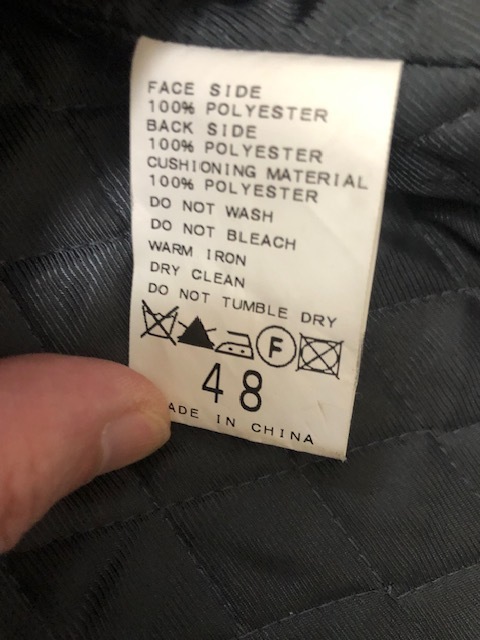 FACE SIDE
100% POLYESTER
BACK SIDE
100% POLYESTER
CUSHIONING MATERIAL
100% POLYESTER
DO NOT WASH
DO NOT BLEACH
WARM IRON
DRY CLEAN
DO NOT TUMBLE DRY
F
48
ADE IN CHINA